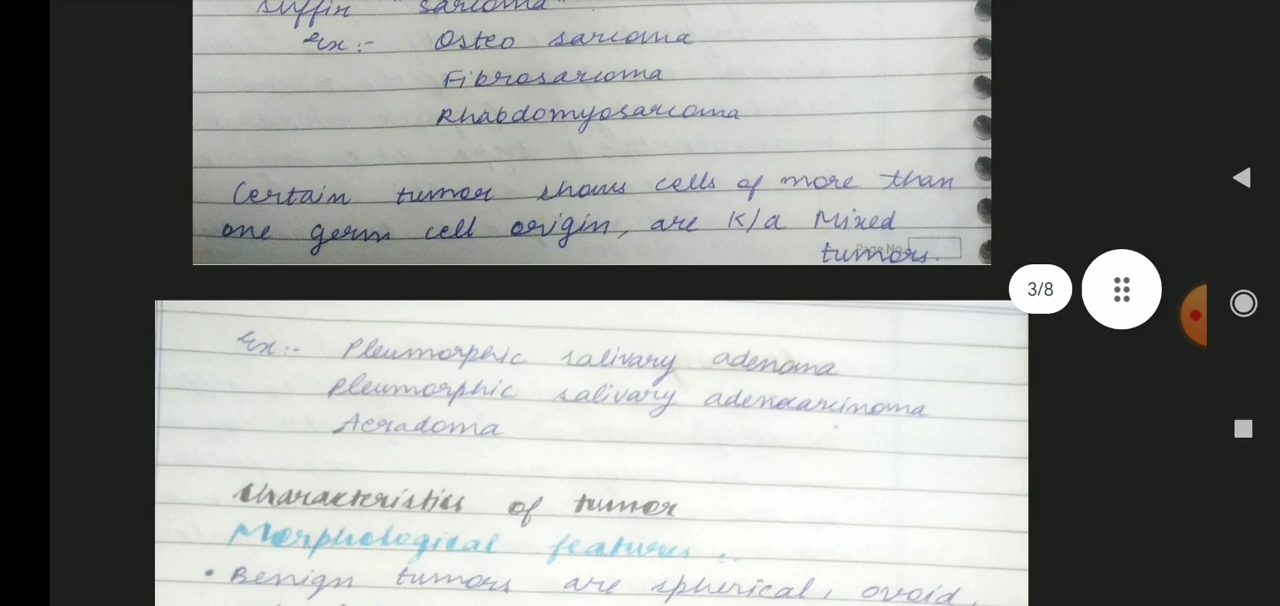 suffix "sarcoma"
Ex:- Osteo sarcoma
Fibrosarcoma
Rhabdomyosarcoma
Certain tumor shows cells of more than
one germ cell origin, are K/a Mixed
Page No.
tumors.
3/8
Ex:- Pleumorphic salivary adenoma
Pleumorphic salivary adenocarcinoma
Acradoma
Characteristics of tumor
Morphological features.
• Benign tumors are spherical, ovoid,